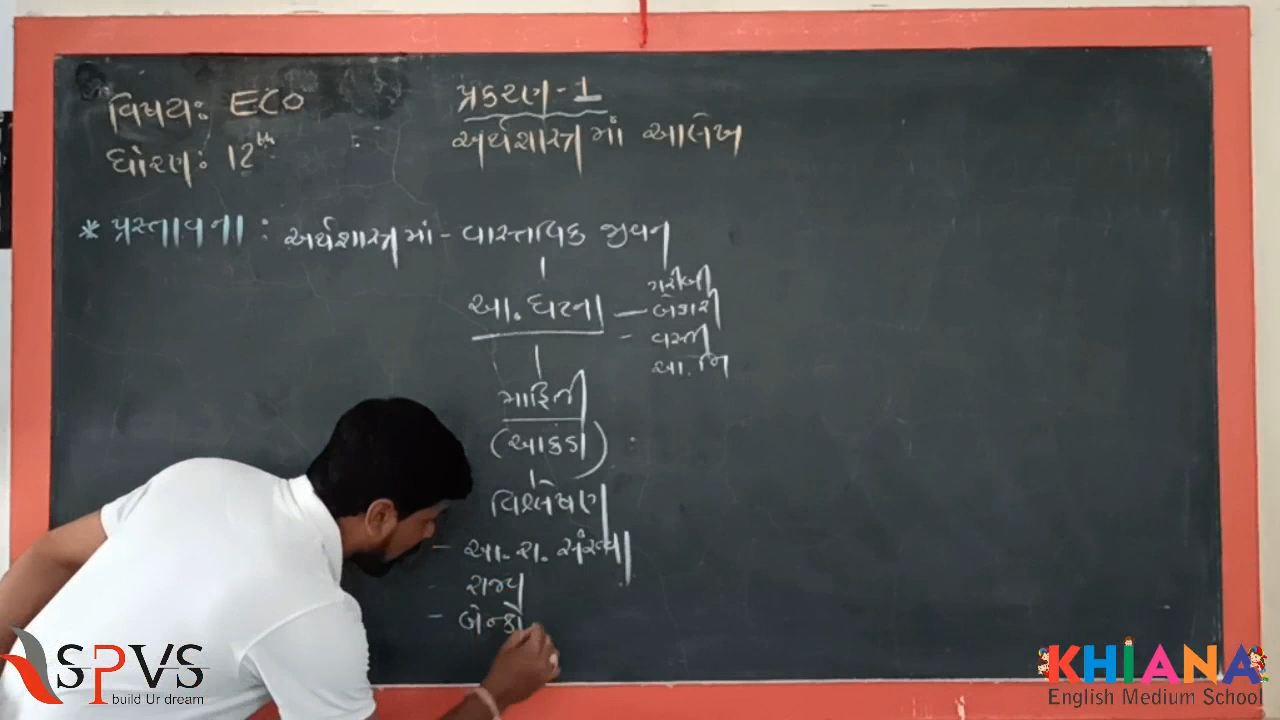 વિષય: ECO
ધોરણ: 12th
પ્રકરણ-1
અર્થશાસ્ત્રમાં આલેખ
* પ્રસ્તાવના : અર્થશાસ્ત્રમાં - વાસ્તવિક જીવન
આ. ઘટના —
ગરીબી
બેકારી
- વસ્તી
આ. નિ
માહિતી
(આકડા)
વિશ્લેષણ
- આ. રા. સંસ્થા
- રાજ્ય
- બેન્કો
SPVS
build Ur dream
KHIANA
English Medium School